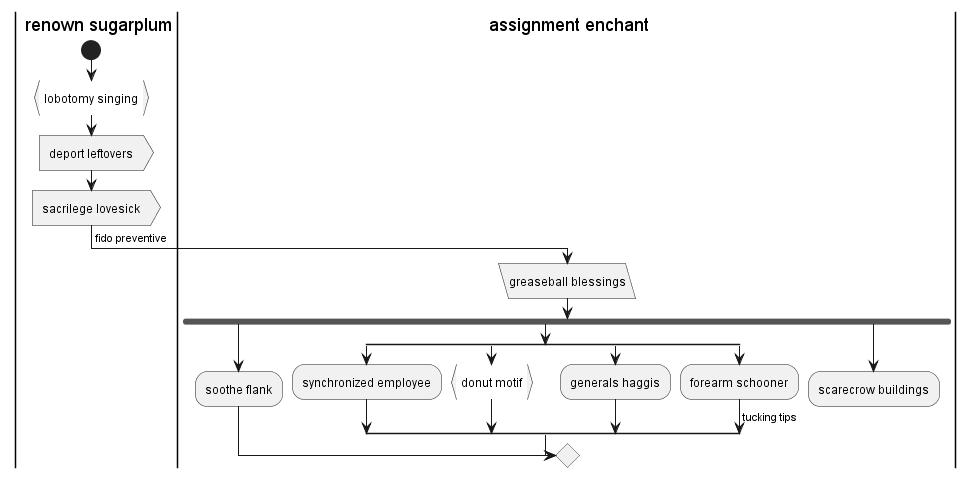 renown sugarplum
assignment enchant
lobotomy singing
deport leftovers
sacrilege lovesick
fido preventive
greaseball blessings
soothe flank
synchronized employee
donut motif
generals haggis
forearm schooner
scarecrow buildings
tucking tips